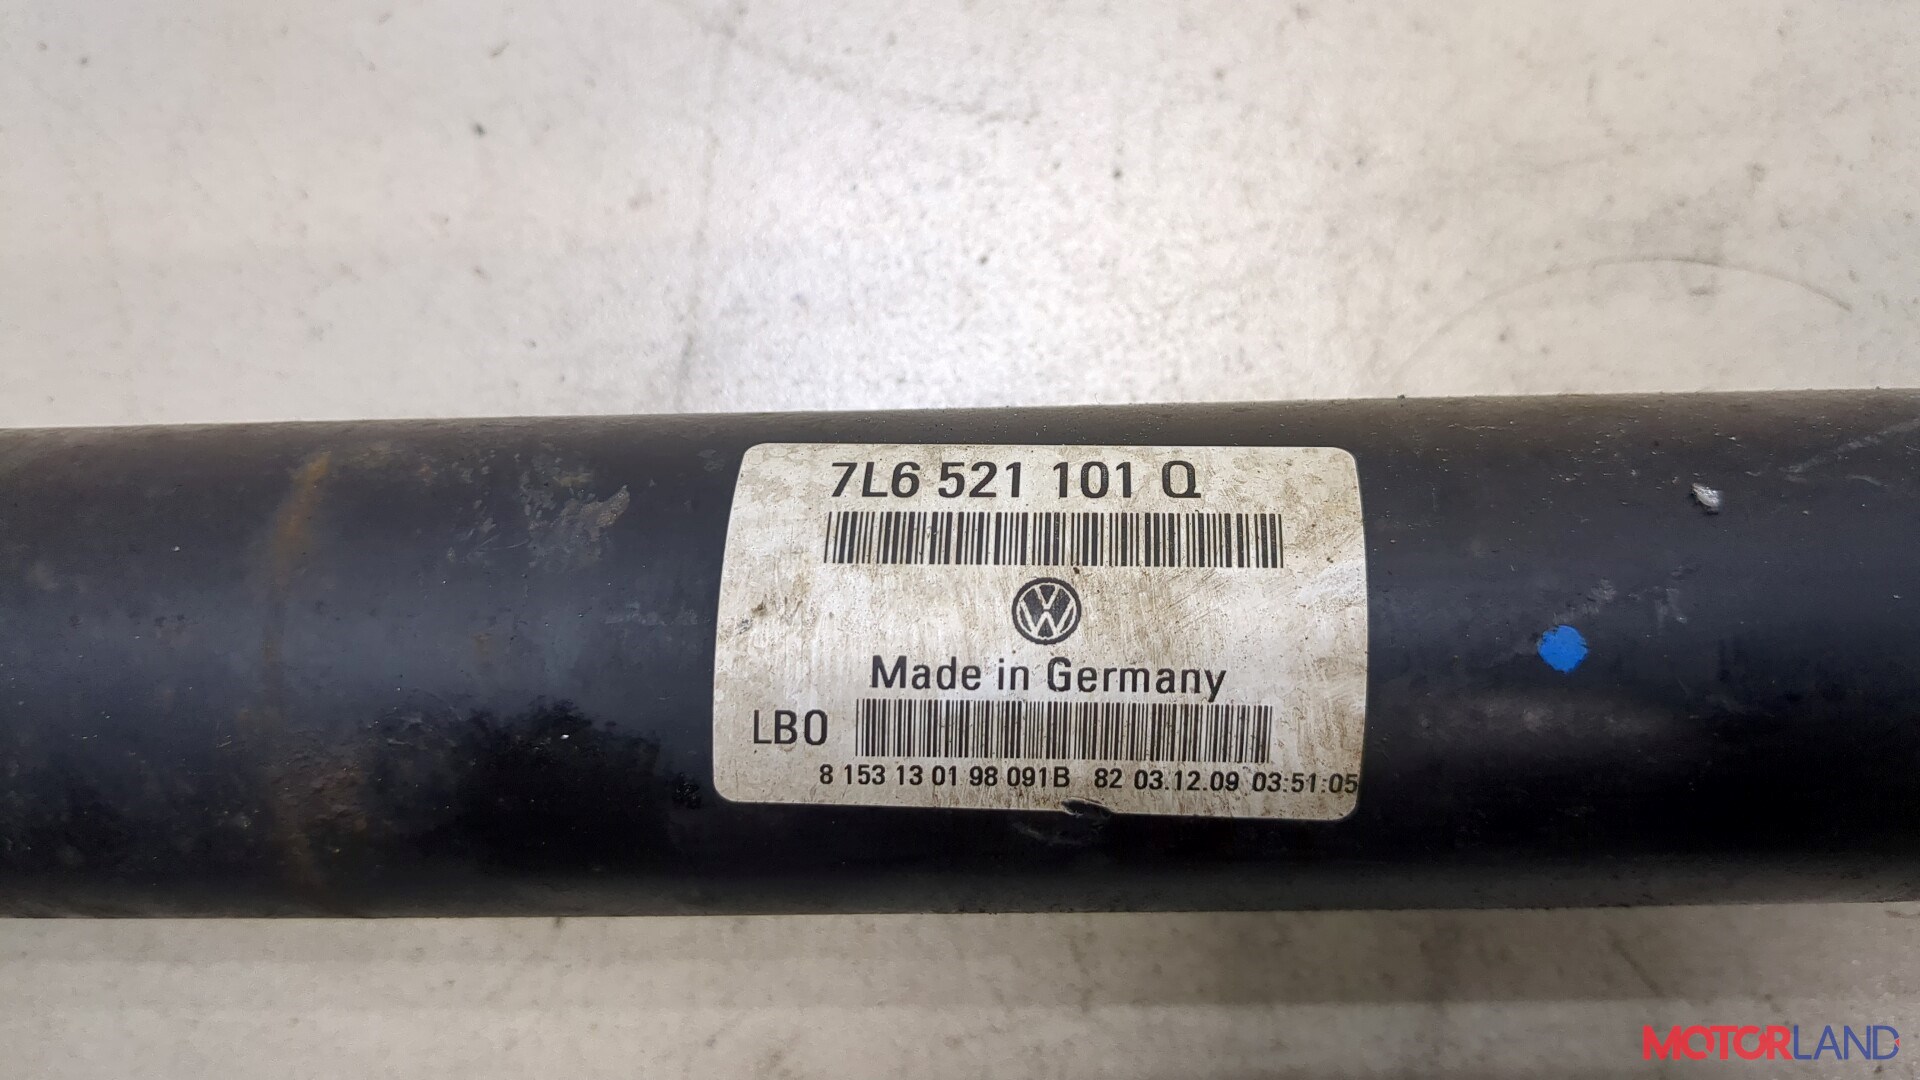 7L6 521 101 Q
Made in Germany
LB0
8 153 13 01 98 091B 82 03.12.09 03:51:05
MOTORLAND